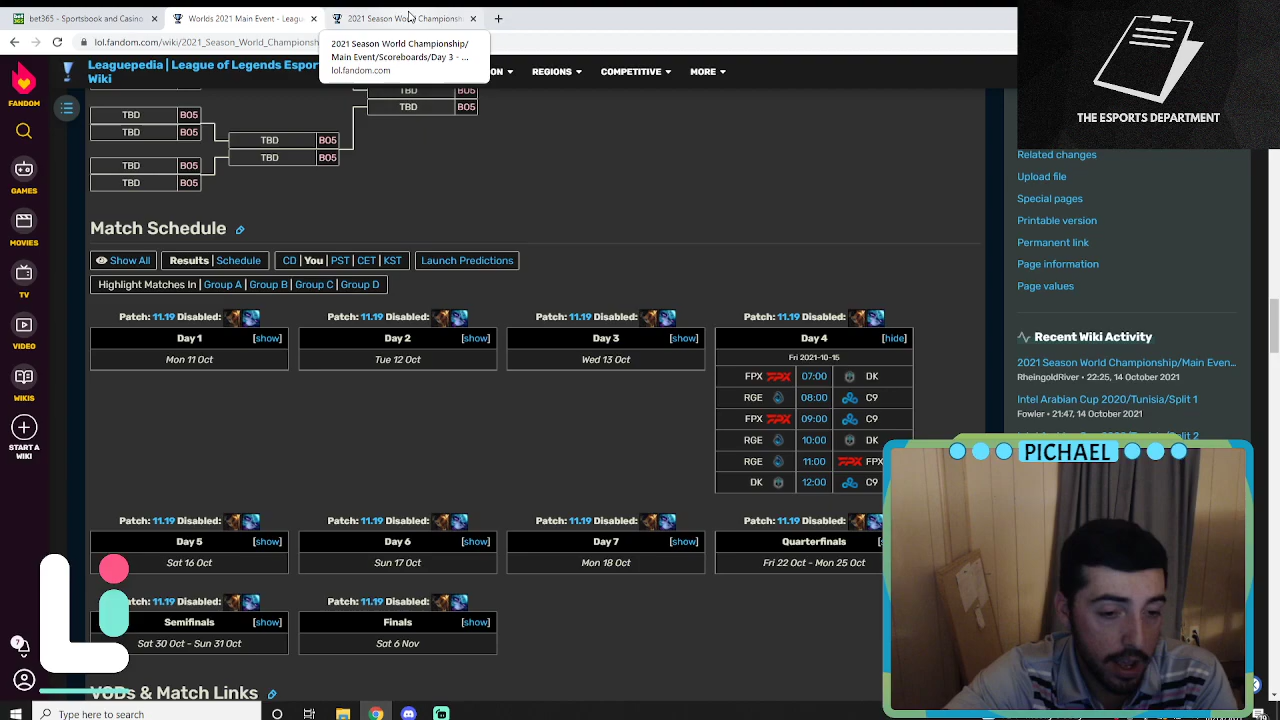 bet365 - Sportsbook and Casino
Worlds 2021 Main Event - Leagu
2021 Season World Championsh
lol.fandom.com/wiki/2021_Season_World_Championsh
2021 Season World Championship/
Main Event/Scoreboards/Day 3 - ...
lol.fandom.com
Leaguepedia | League of Legends Esport
Wiki
ON
REGIONS
COMPETITIVE
MORE
THE ESPORTS DEPARTMENT
FANDOM
GAMES
MOVIES
TV
VIDEO
WIKIS
START A
WIKI
7
TBD BO5
TBD BO5
TBD BO5
TBD BO5
TBD BO5
TBD BO5
TBD BO5
TBD BO5
Match Schedule
Show All
Results | Schedule
CD | You | PST | CET | KST
Launch Predictions
Highlight Matches In | Group A | Group B | Group C | Group D
Patch: 11.19 Disabled:
Day 1 [show]
Mon 11 Oct
Patch: 11.19 Disabled:
Day 2 [show]
Tue 12 Oct
Patch: 11.19 Disabled:
Day 3 [show]
Wed 13 Oct
Patch: 11.19 Disabled:
Day 4 [hide]
Fri 2021-10-15
FPX 07:00 DK
RGE 08:00 C9
FPX 09:00 C9
RGE 10:00 DK
RGE 11:00 FPX
DK 12:00 C9
Patch: 11.19 Disabled:
Day 5 [show]
Sat 16 Oct
Patch: 11.19 Disabled:
Day 6 [show]
Sun 17 Oct
Patch: 11.19 Disabled:
Day 7 [show]
Mon 18 Oct
Patch: 11.19 Disabled:
Quarterfinals
Fri 22 Oct - Mon 25 Oct
atch: 11.19 Disabled:
Semifinals [show]
Sat 30 Oct - Sun 31 Oct
Patch: 11.19 Disabled:
Finals [show]
Sat 6 Nov
VODs & Match Links
Related changes
Upload file
Special pages
Printable version
Permanent link
Page information
Page values
Recent Wiki Activity
2021 Season World Championship/Main Even...
RheingoldRiver • 22:25, 14 October 2021
Intel Arabian Cup 2020/Tunisia/Split 1
Fowler • 21:47, 14 October 2021
PICHAEL
Type here to search